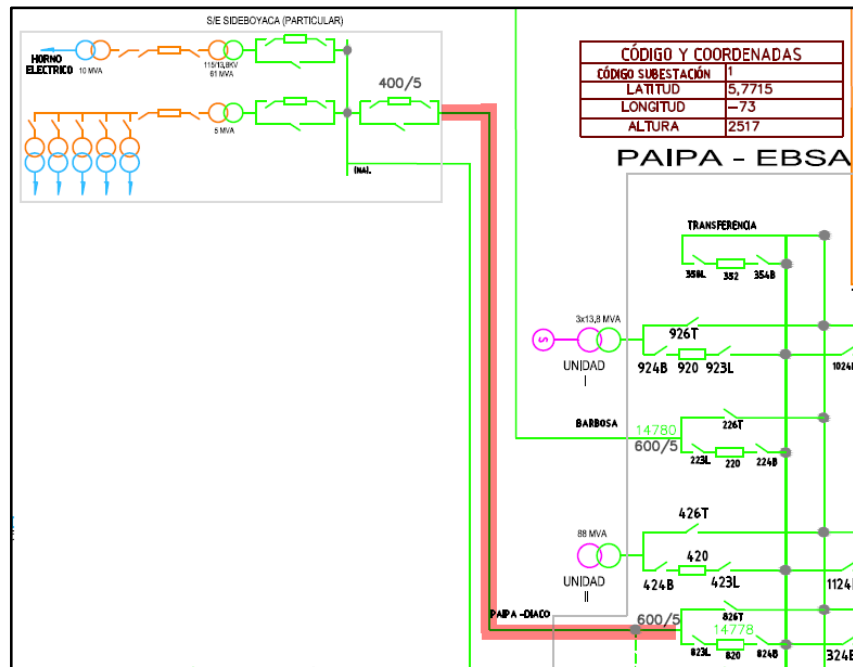 S/E SIDEBOYACA (PARTICULAR)
HORNO
ELECTRICO
10 MVA
115/13,8KV
61 MVA
400/5
5 MVA
(NA).
CÓDIGO Y COORDENADAS
CÓDIGO SUBESTACIÓN 1
LATITUD 5,7715
LONGITUD –73
ALTURA 2517
PAIPA - EBSA
TRANSFERENCIA
352 354B
3x13,8 MVA
S
926T
UNIDAD
I
924B 920 923L
1024
BARBOSA
14780
226T
600/5
223L 220 224B
426T
88 MVA
420
UNIDAD
II
424B 423L
1124
PAIPA -DIACO
600/5
826T
14778
823L 820 824B
324B